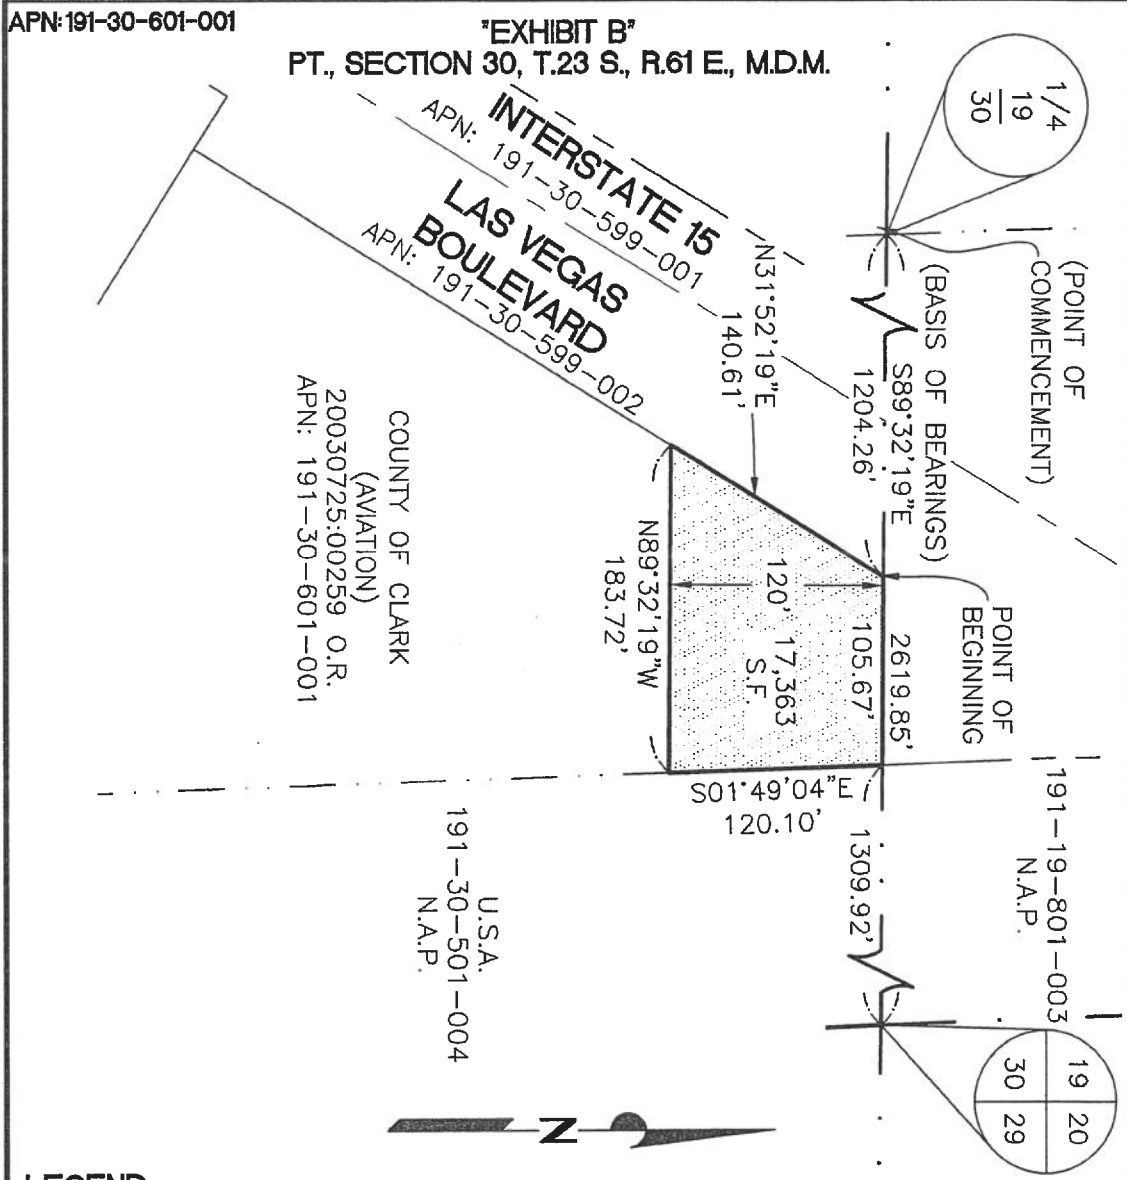 APN: 191-30-601-001
"EXHIBIT B"
PT., SECTION 30, T.23 S., R.61 E., M.D.M.
1/4
19
30
(POINT OF
COMMENCEMENT)
(BASIS OF BEARINGS)
S89°32'19"E
1204.26'
INTERSTATE 15
APN: 191-30-599-001
LAS VEGAS
BOULEVARD
APN: 191-30-599-002
N31°52'19"E
140.61'
POINT OF
BEGINNING
2619.85'
105.67'
120'
17,363
S.F.
N89°32'19"W
183.72'
S01°49'04"E
120.10'
COUNTY OF CLARK
(AVIATION)
20030725:00259 O.R.
APN: 191-30-601-001
191-19-801-003
N.A.P.
1309.92'
U.S.A.
191-30-501-004
N.A.P.
19 20
30 29
N
LEGEND